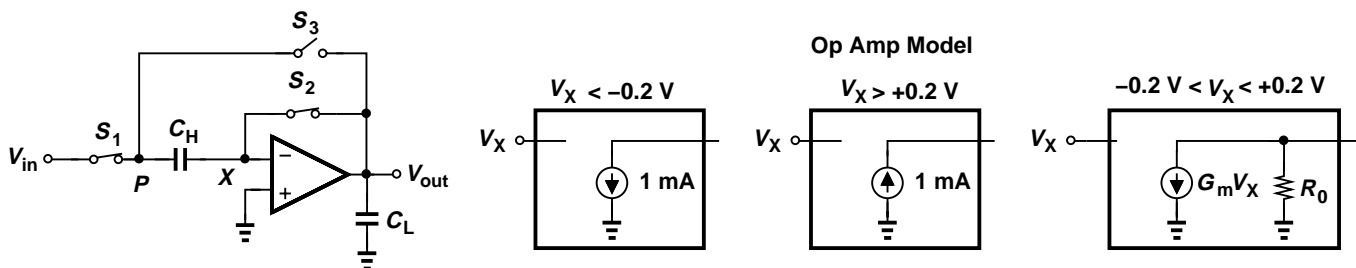 S3
S2
S1
CH
Vin
P
X
−
+
Vout
CL
Op Amp Model
VX < −0.2 V
VX
1 mA
VX > +0.2 V
VX
1 mA
−0.2 V < VX < +0.2 V
VX
GmVX
R0